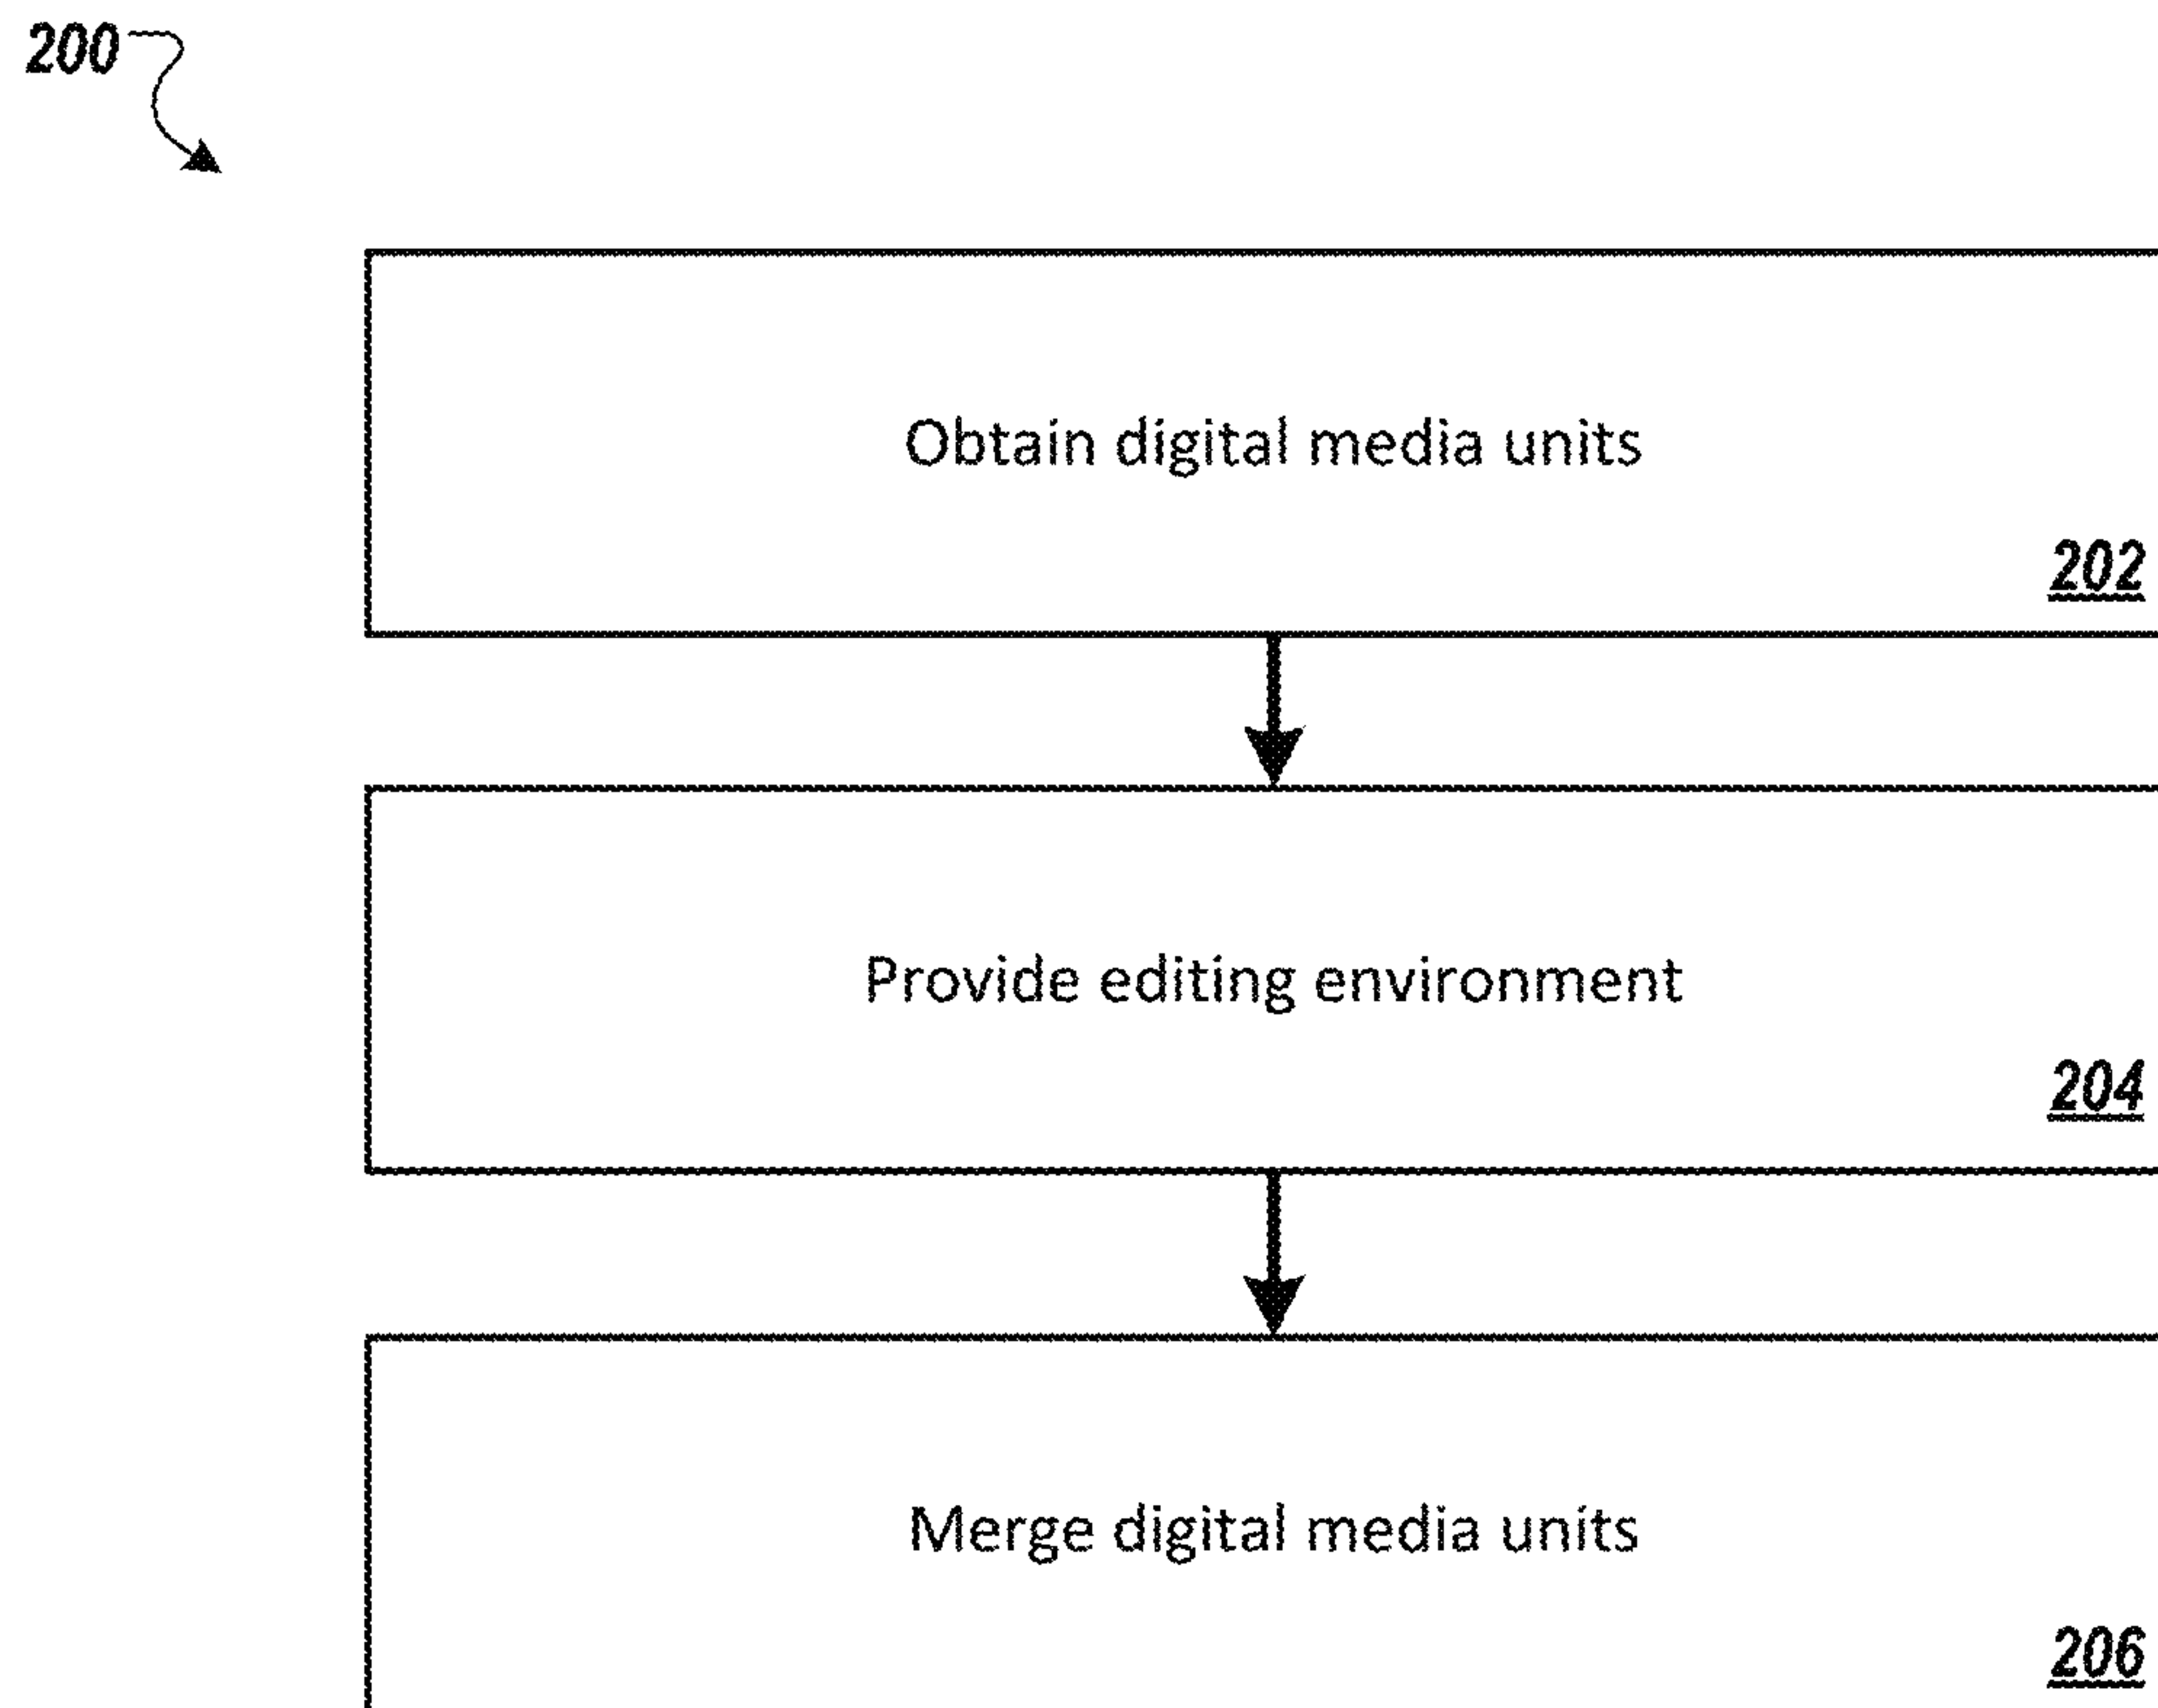 200
Obtain digital media units
202
Provide editing environment
204
Merge digital media units
206